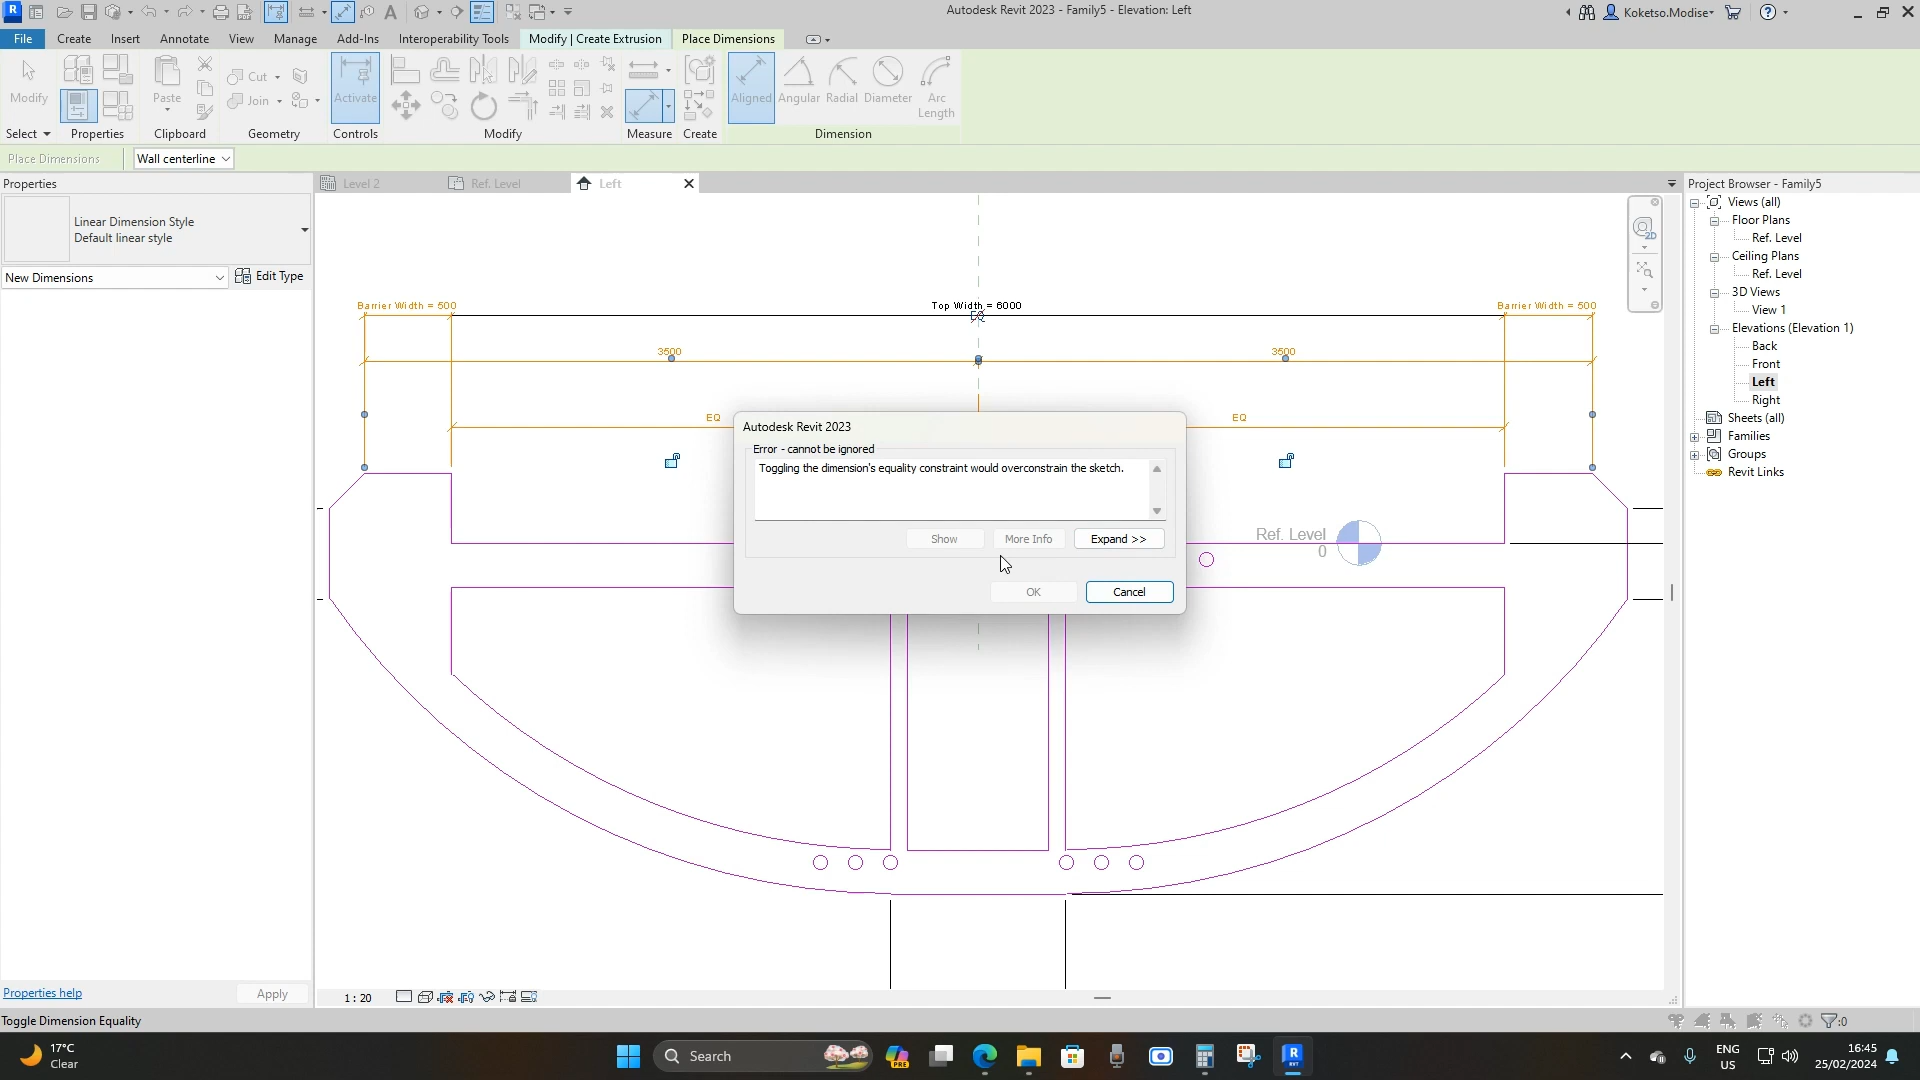 Autodesk Revit 2023 - Family5 - Elevation: Left
Koketso.Modise
File
Create
Insert
Annotate
View
Manage
Add-Ins
Interoperability Tools
Modify | Create Extrusion
Place Dimensions
Modify
Paste
Cut
Join
Activate
Aligned
Angular
Radial
Diameter
Arc
Length
Select
Properties
Clipboard
Geometry
Controls
Modify
Measure
Create
Dimension
Place Dimensions
Wall centerline
Properties
Level 2
Ref. Level
Left
Project Browser - Family5
Linear Dimension Style
Default linear style
New Dimensions
Edit Type
Views (all)
Floor Plans
Ref. Level
Ceiling Plans
Ref. Level
3D Views
View 1
Elevations (Elevation 1)
Back
Front
Left
Right
Sheets (all)
Families
Groups
Revit Links
2D
Barrier Width = 500
Top Width = 6000
Barrier Width = 500
3500
3500
EQ
EQ
Autodesk Revit 2023
Error - cannot be ignored
Toggling the dimension's equality constraint would overconstrain the sketch.
Show
More Info
Expand >>
OK
Cancel
Ref. Level
0
Properties help
Apply
1 : 20
Toggle Dimension Equality
:0
17°C
Clear
Search
PRE
ENG
US
16:45
25/02/2024